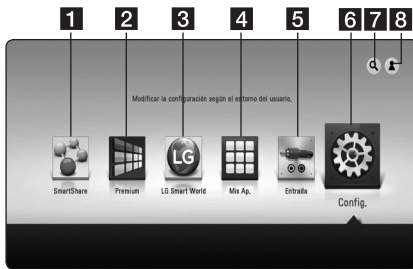 1 2 3 4 5 6 7 8
Modificar la configuración según el entorno del usuario.
LG
SmartShare Premium LG Smart World Mis Ap. Entrada
Config.